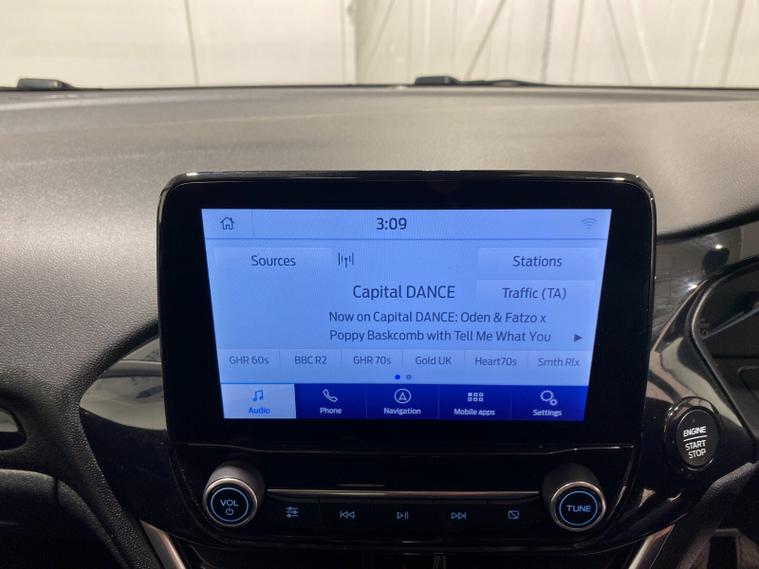 3:09
Sources
Stations
Capital DANCE
Traffic (TA)
Now on Capital DANCE: Oden & Fatzo x
Poppy Baskcomb with Tell Me What You
GHR 60s BBC R2 GHR 70s Gold UK Heart70s Smth Rlx
Audio Phone Navigation Mobile apps Settings
ENGINE
START
STOP
VOL
TUNE